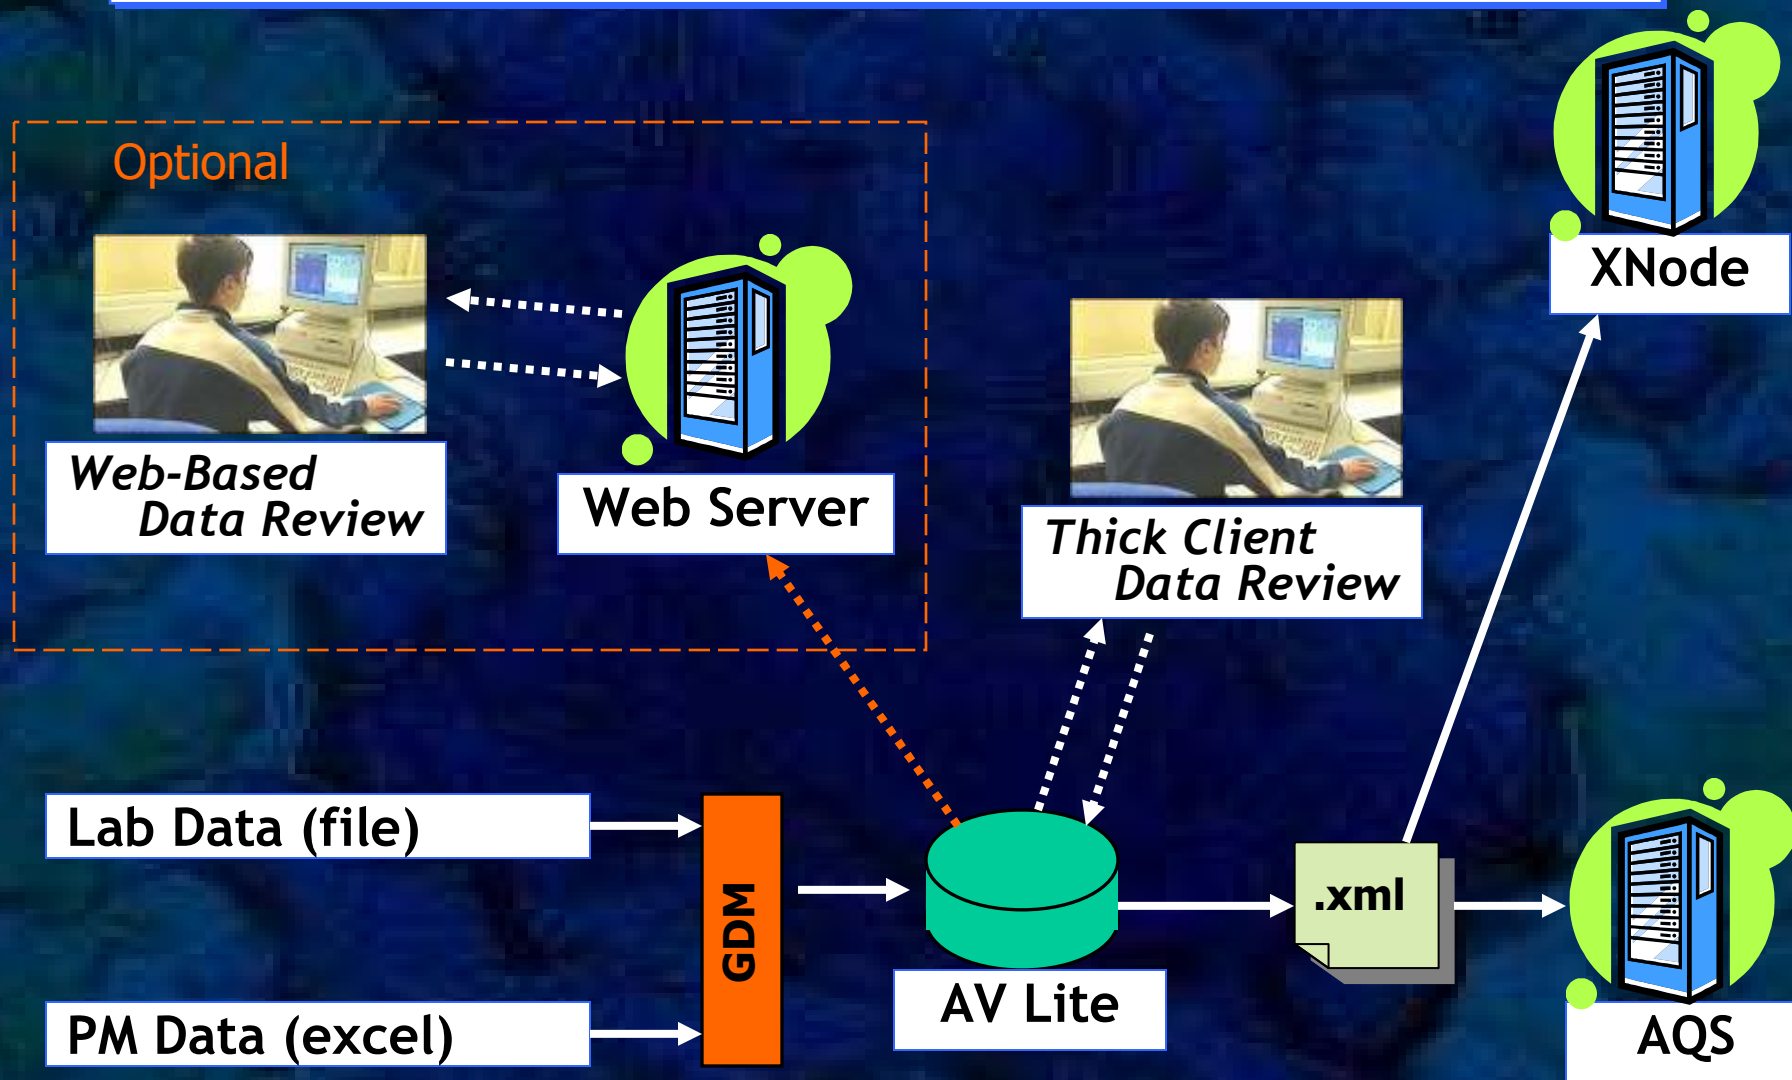 Optional
XNode
Web-Based
Data Review
Web Server
Thick Client
Data Review
Lab Data (file)
GDM
.xml
PM Data (excel)
AV Lite
AQS